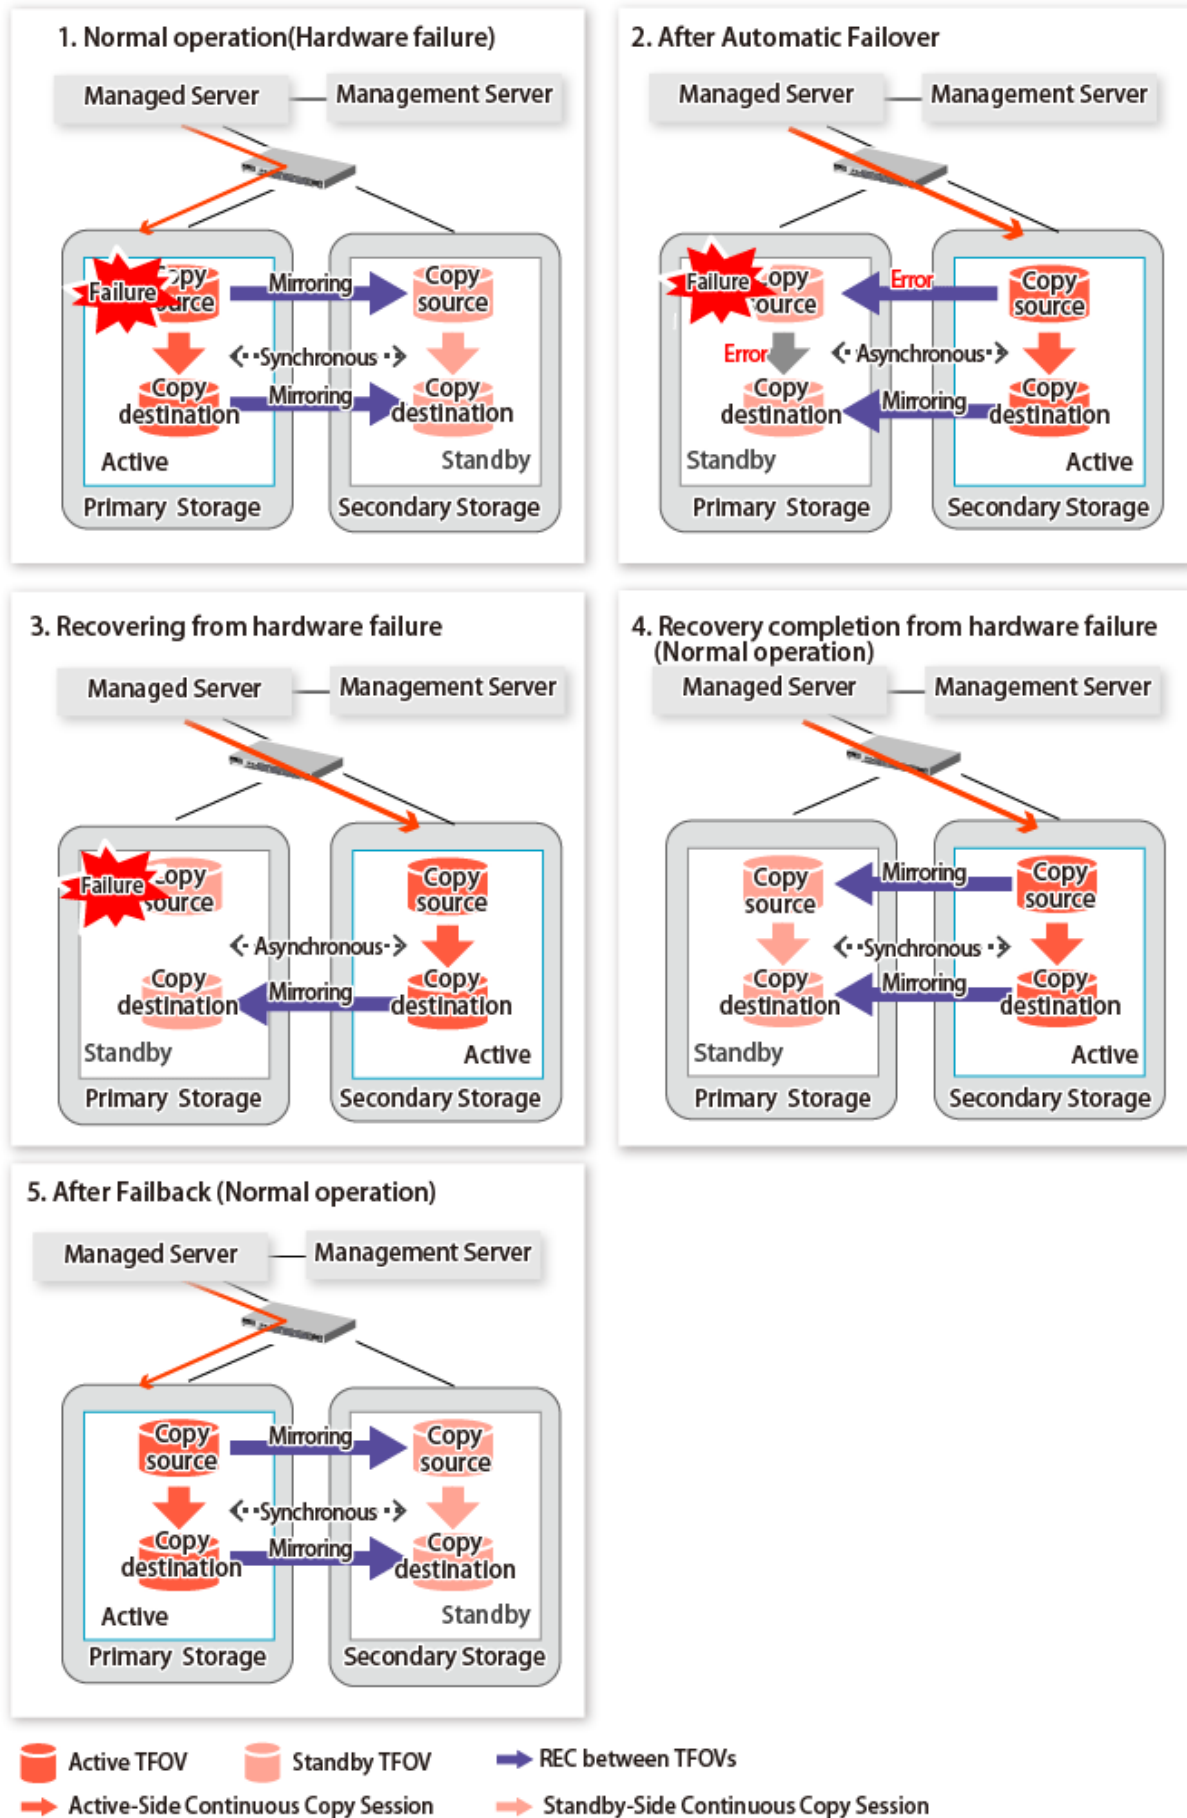 1. Normal operation(Hardware failure)
Managed Server
Management Server
Failure
Copy
source
Mirroring
Copy
source
Synchronous
Copy
destination
Mirroring
Copy
destination
Active
Standby
Primary Storage
Secondary Storage
2. After Automatic Failover
Managed Server
Management Server
Failure
Copy
source
Error
Copy
source
Error
Asynchronous
Copy
destination
Mirroring
Copy
destination
Standby
Active
Primary Storage
Secondary Storage
3. Recovering from hardware failure
Managed Server
Management Server
Failure
Copy
source
Copy
source
Asynchronous
Copy
destination
Mirroring
Copy
destination
Standby
Active
Primary Storage
Secondary Storage
4. Recovery completion from hardware failure
(Normal operation)
Managed Server
Management Server
Copy
source
Mirroring
Copy
source
Synchronous
Copy
destination
Mirroring
Copy
destination
Standby
Active
Primary Storage
Secondary Storage
5. After Failback (Normal operation)
Managed Server
Management Server
Copy
source
Mirroring
Copy
source
Synchronous
Copy
destination
Mirroring
Copy
destination
Active
Standby
Primary Storage
Secondary Storage
Active TFOV
Standby TFOV
REC between TFOVs
Active-Side Continuous Copy Session
Standby-Side Continuous Copy Session